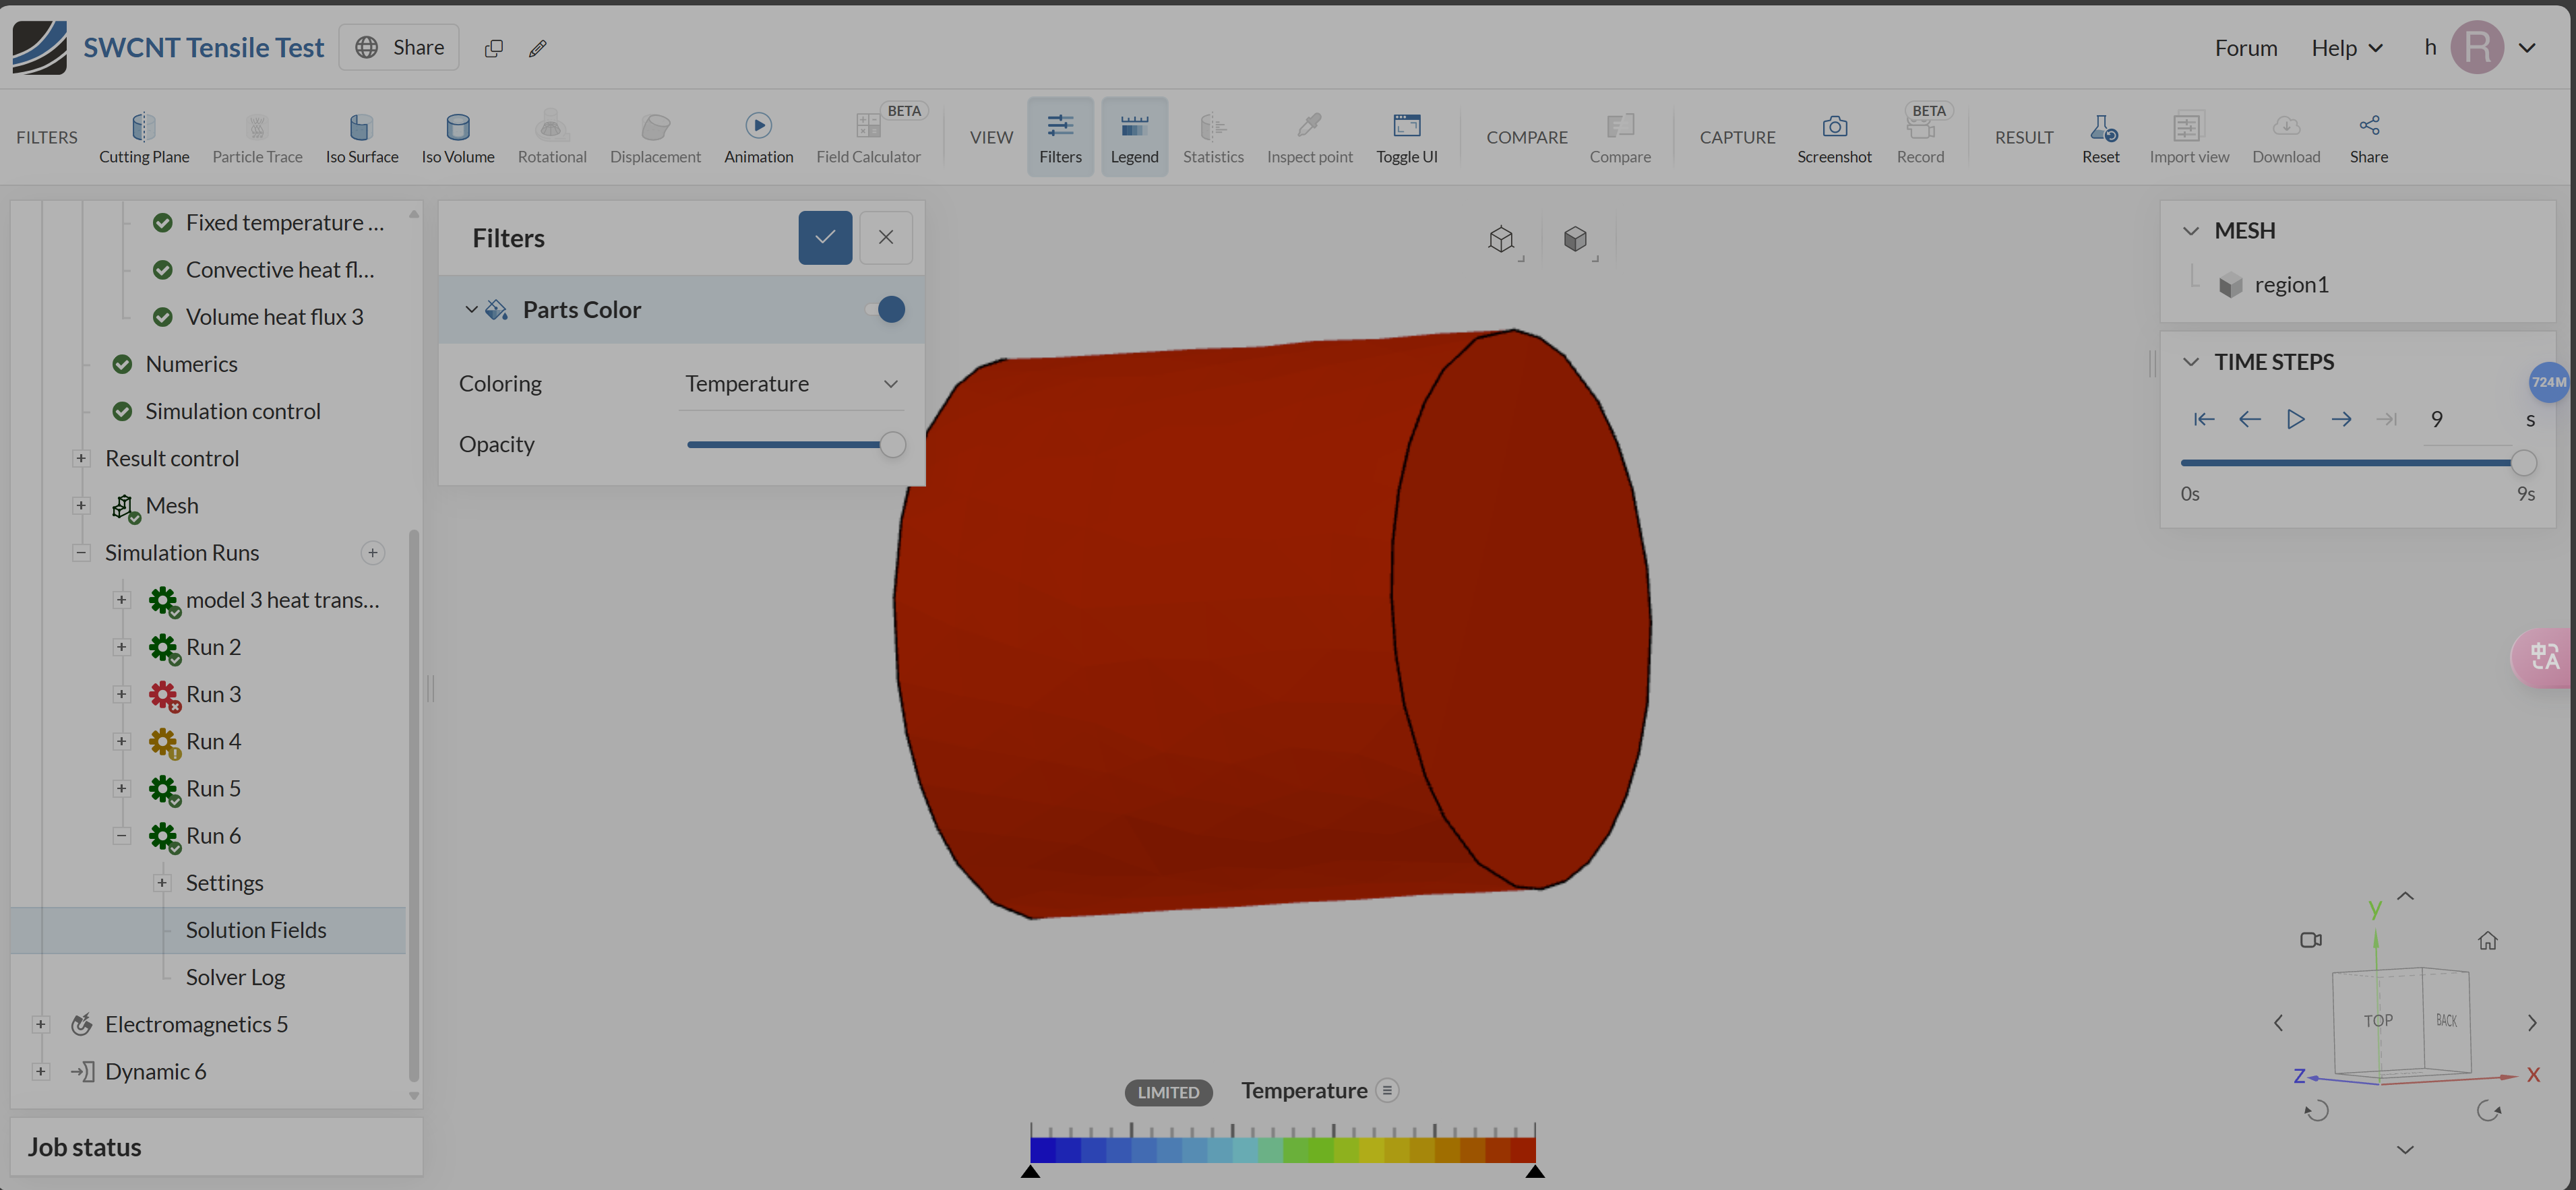 SWCNT Tensile Test
Share
Forum
Help
h
R
FILTERS
Cutting Plane
Particle Trace
Iso Surface
Iso Volume
Rotational
Displacement
Animation
BETA
Field Calculator
VIEW
Filters
Legend
Statistics
Inspect point
Toggle UI
COMPARE
Compare
CAPTURE
Screenshot
BETA
Record
RESULT
Reset
Import view
Download
Share
Fixed temperature ...
Convective heat fl...
Volume heat flux 3
Numerics
Simulation control
Result control
Mesh
Simulation Runs
model 3 heat trans...
Run 2
Run 3
Run 4
Run 5
Run 6
Settings
Solution Fields
Solver Log
Electromagnetics 5
Dynamic 6
Job status
Filters
Parts Color
Coloring
Temperature
Opacity
MESH
region1
TIME STEPS
724M
9
s
0s
9s
中A
y
TOP
BACK
Z
X
LIMITED
Temperature